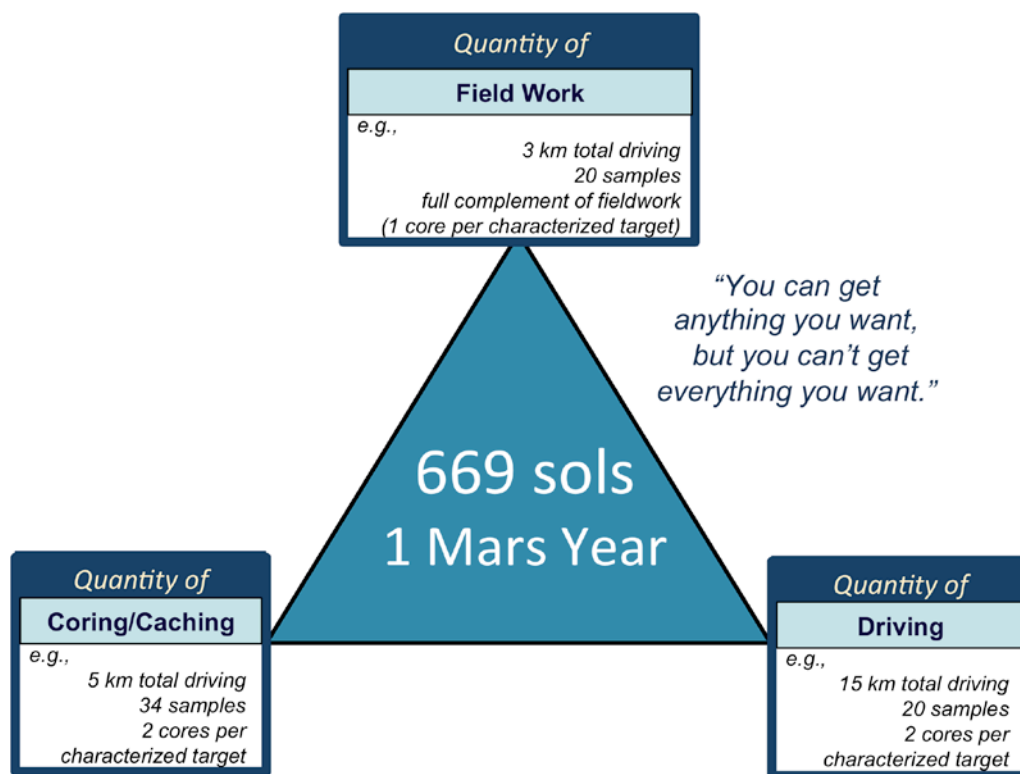 Quantity of
Field Work
e.g.,
3 km total driving
20 samples
full complement of fieldwork
(1 core per characterized target)
“You can get
anything you want,
but you can’t get
everything you want.”
669 sols
1 Mars Year
Quantity of
Coring/Caching
e.g.,
5 km total driving
34 samples
2 cores per
characterized target
Quantity of
Driving
e.g.,
15 km total driving
20 samples
2 cores per
characterized target